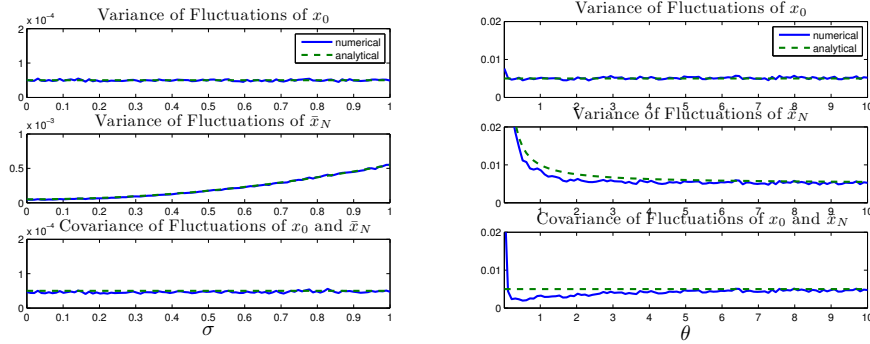 Variance of Fluctuations of x₀
x 10⁻⁴
2
1
0
0 0.1 0.2 0.3 0.4 0.5 0.6 0.7 0.8 0.9 1
numerical
analytical
Variance of Fluctuations of x̄_N
x 10⁻³
1
0.5
0
0 0.1 0.2 0.3 0.4 0.5 0.6 0.7 0.8 0.9 1
Covariance of Fluctuations of x₀ and x̄_N
x 10⁻⁴
2
1
0
0 0.1 0.2 0.3 0.4 0.5 0.6 0.7 0.8 0.9 1
σ
Variance of Fluctuations of x₀
0.02
0.01
0
1 2 3 4 5 6 7 8 9 10
numerical
analytical
Variance of Fluctuations of x̄_N
0.02
0.01
0
1 2 3 4 5 6 7 8 9 10
Covariance of Fluctuations of x₀ and x̄_N
0.02
0.01
0
1 2 3 4 5 6 7 8 9 10
θ